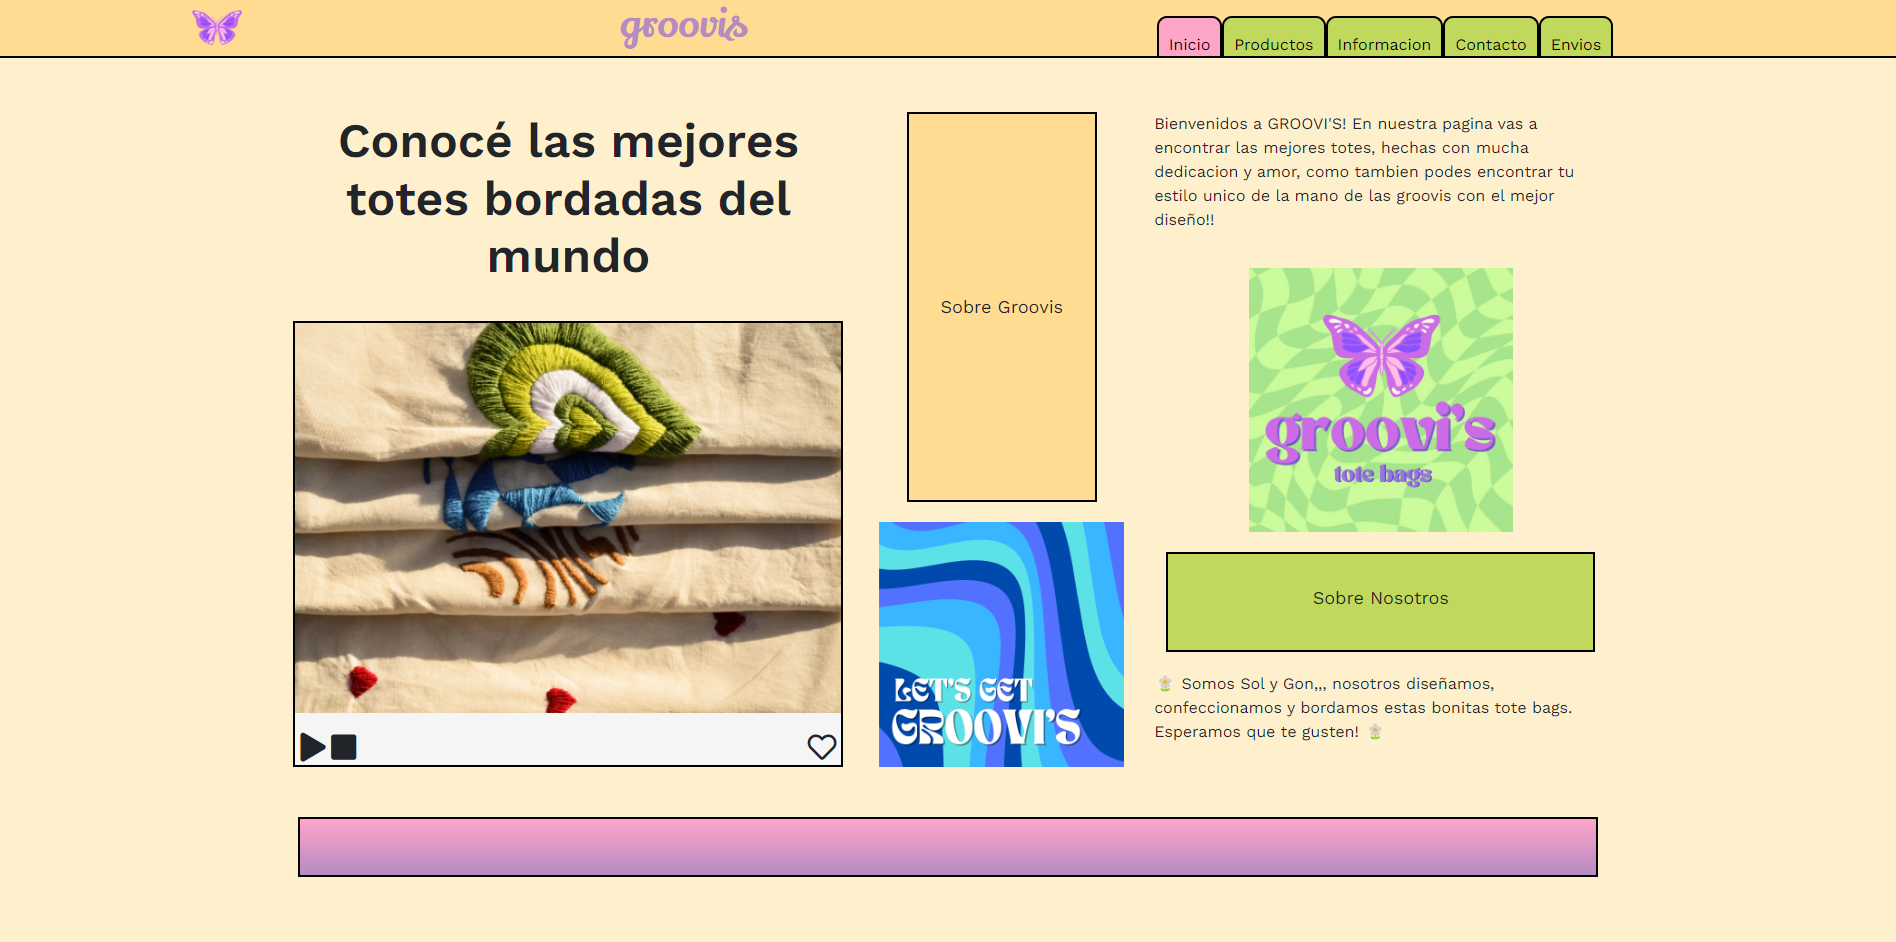 groovis
Inicio
Productos
Informacion
Contacto
Envios
Conocé las mejores
totes bordadas del
mundo
Sobre Groovis
LET'S GET
GROOVI'S
Bienvenidos a GROOVI'S! En nuestra pagina vas a
encontrar las mejores totes, hechas con mucha
dedicacion y amor, como tambien podes encontrar tu
estilo unico de la mano de las groovis con el mejor
diseño!!
groovi's
tote bags
Sobre Nosotros
Somos Sol y Gon,,, nosotros diseñamos,
confeccionamos y bordamos estas bonitas tote bags.
Esperamos que te gusten!